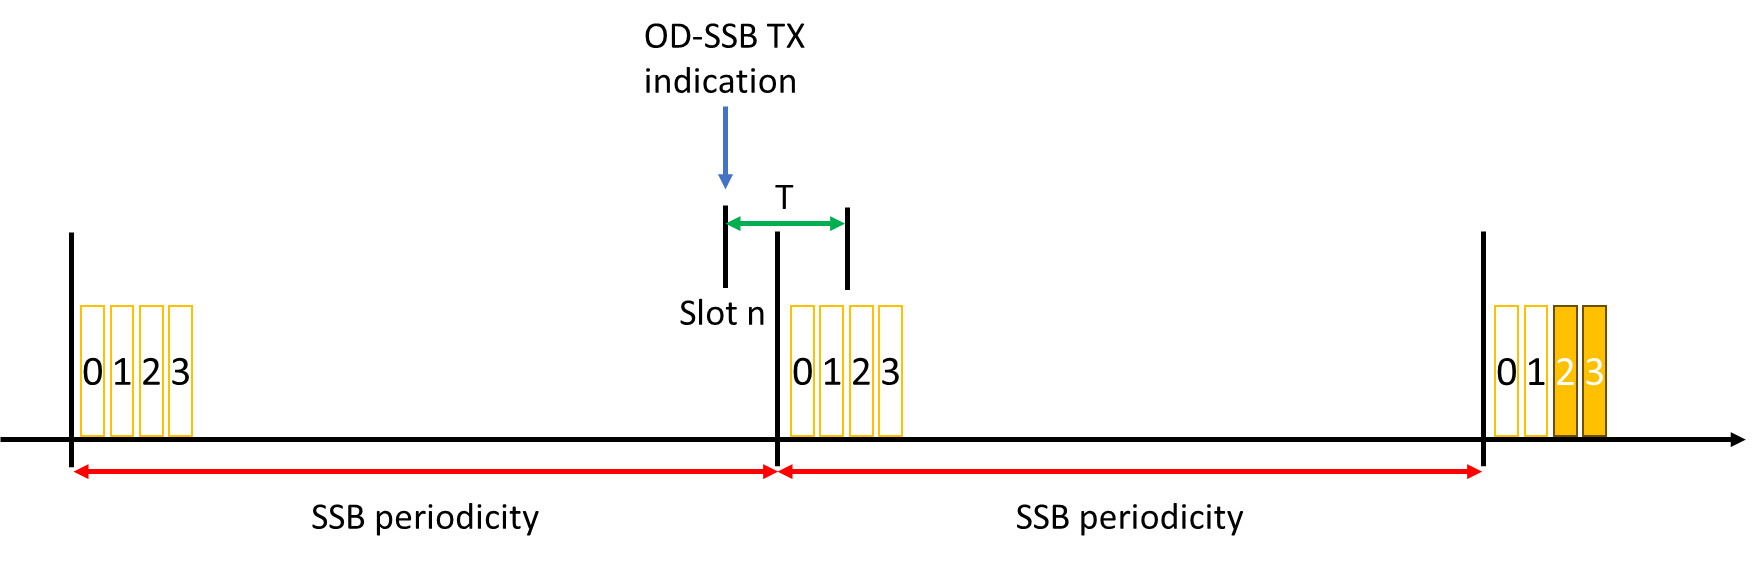 OD-SSB TX
indication
T
Slot n
0 1 2 3
0 1 2 3
0 1 2 3
SSB periodicity
SSB periodicity